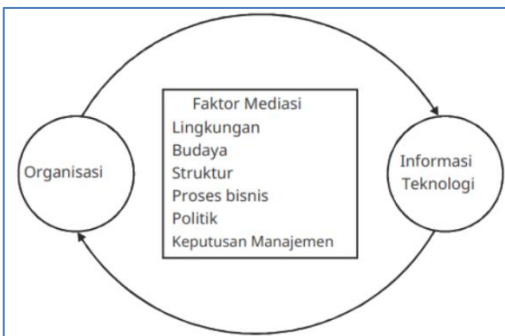 Organisasi
Faktor Mediasi
Lingkungan
Budaya
Struktur
Proses bisnis
Politik
Keputusan Manajemen
Informasi
Teknologi